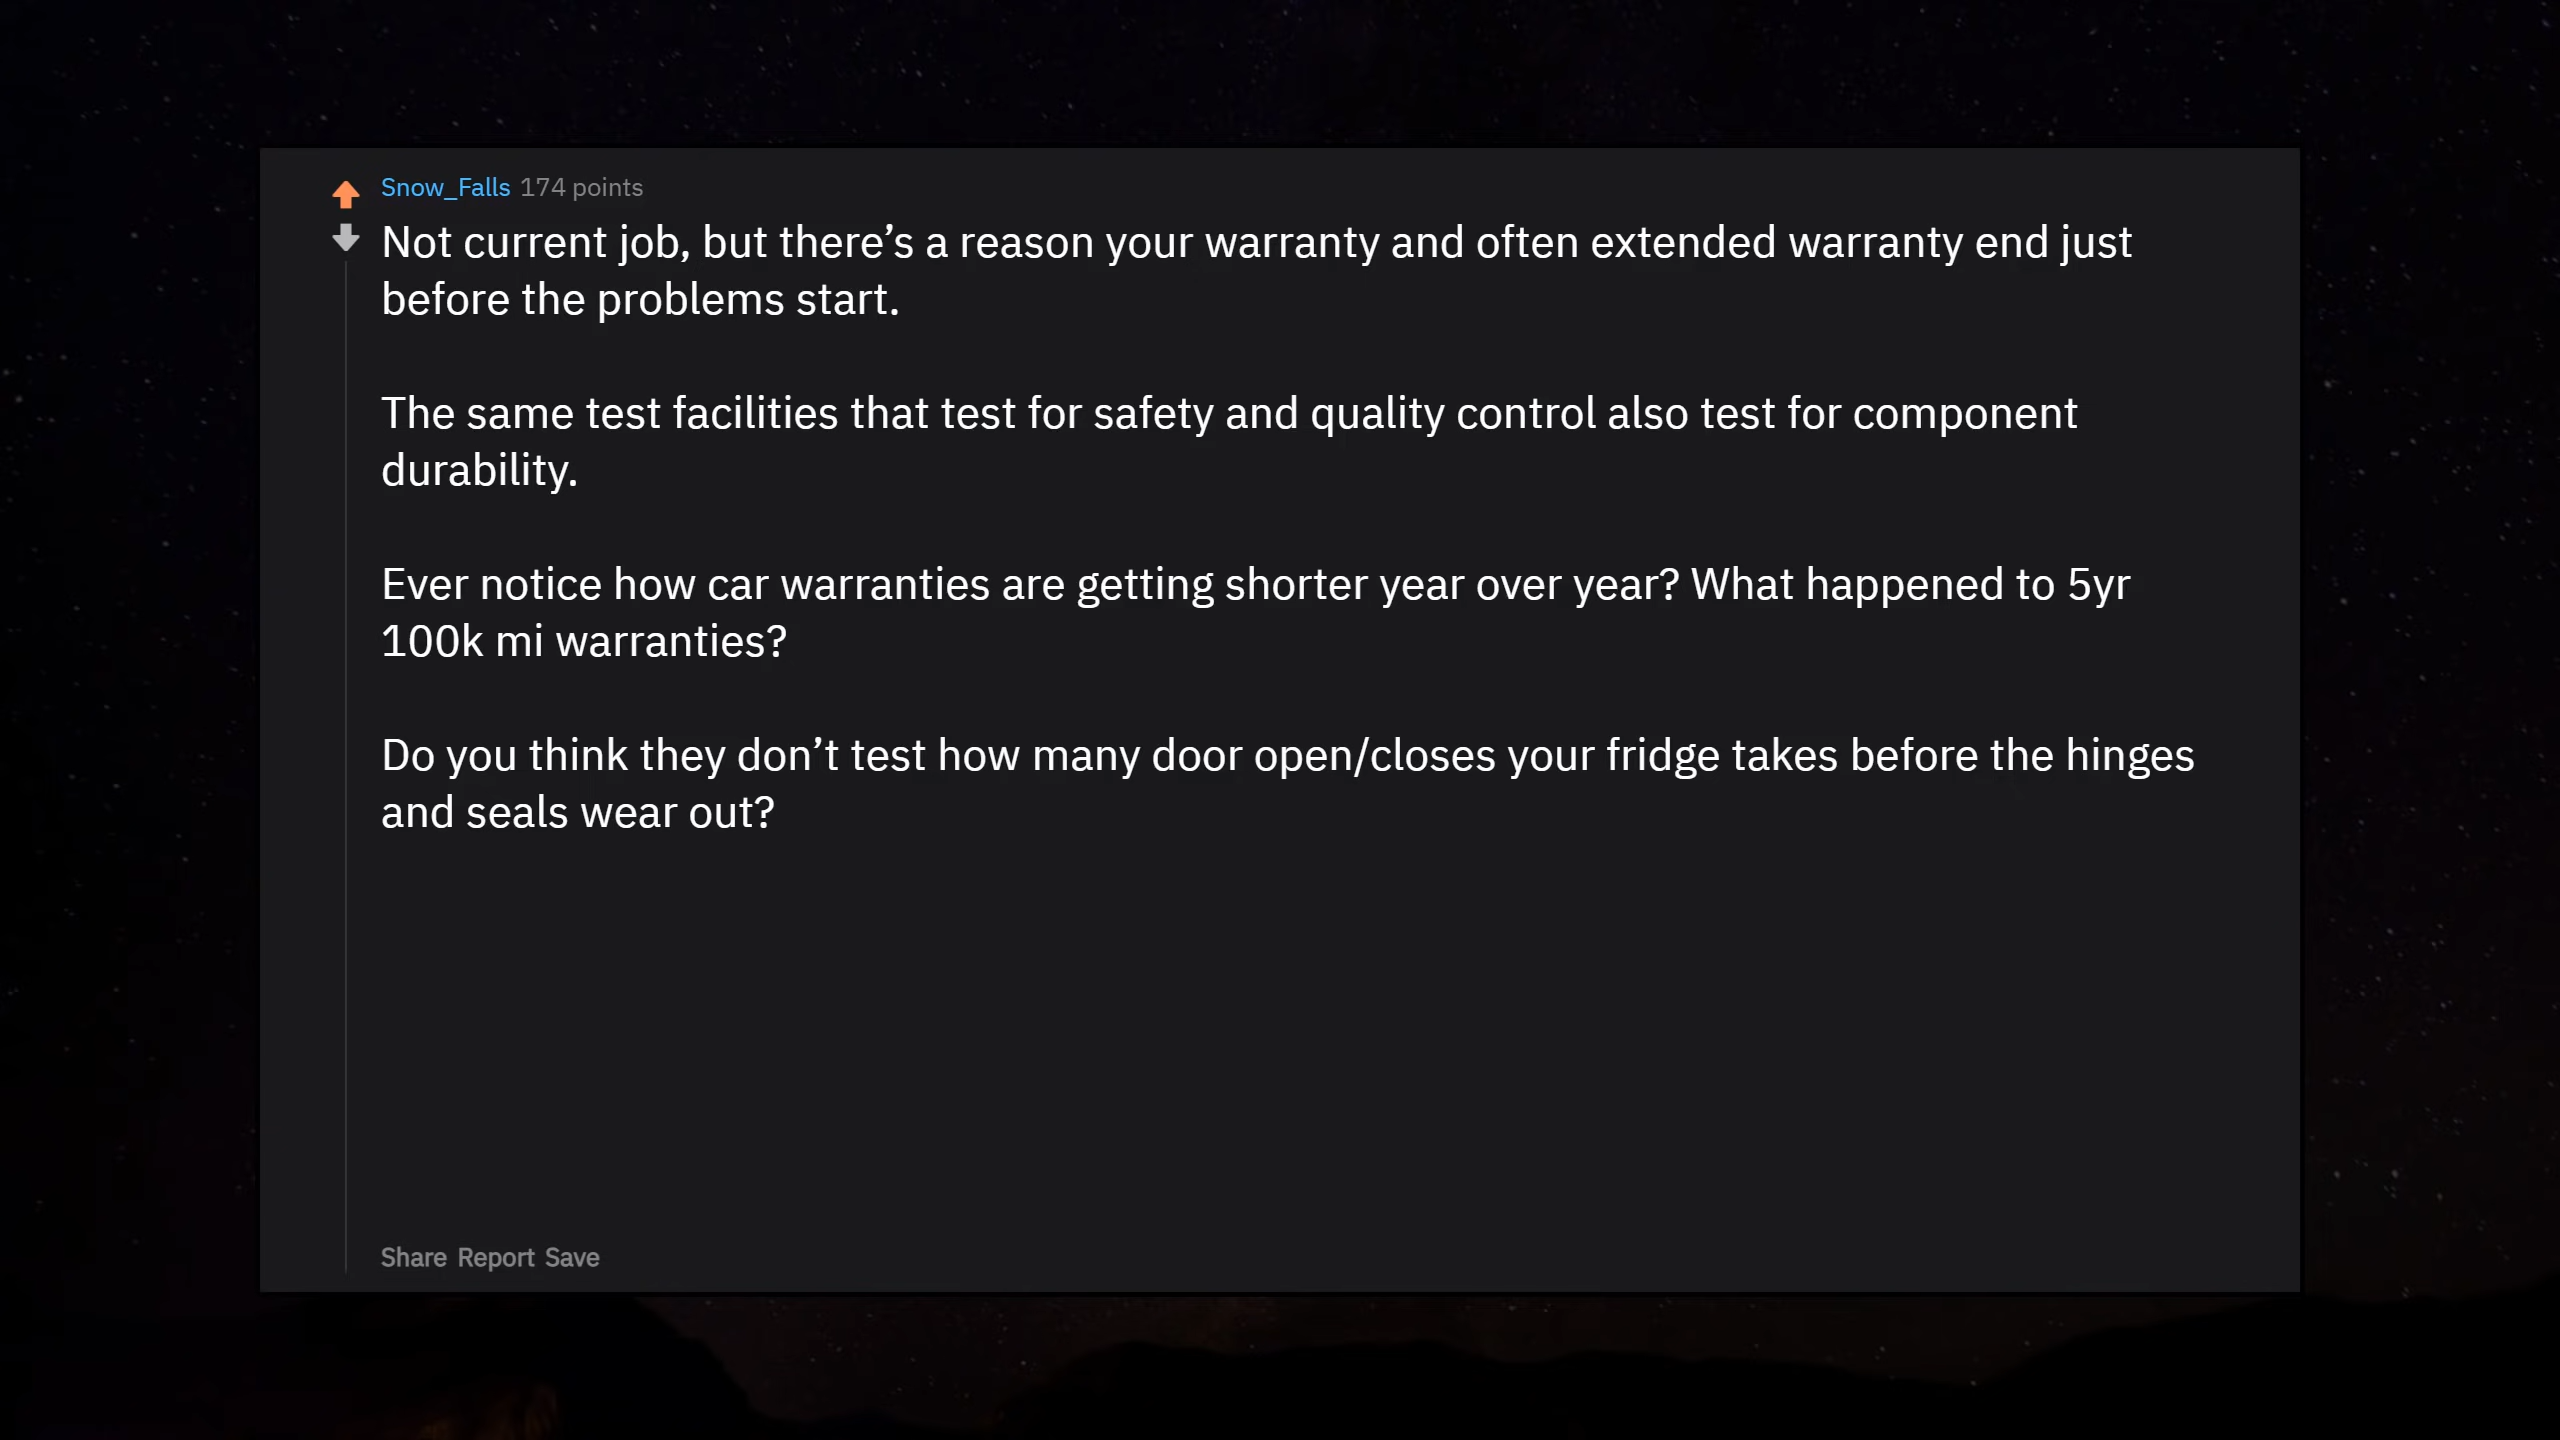 Snow_Falls 174 points
Not current job, but there’s a reason your warranty and often extended warranty end just
before the problems start.
The same test facilities that test for safety and quality control also test for component
durability.
Ever notice how car warranties are getting shorter year over year? What happened to 5yr
100k mi warranties?
Do you think they don’t test how many door open/closes your fridge takes before the hinges
and seals wear out?
Share Report Save